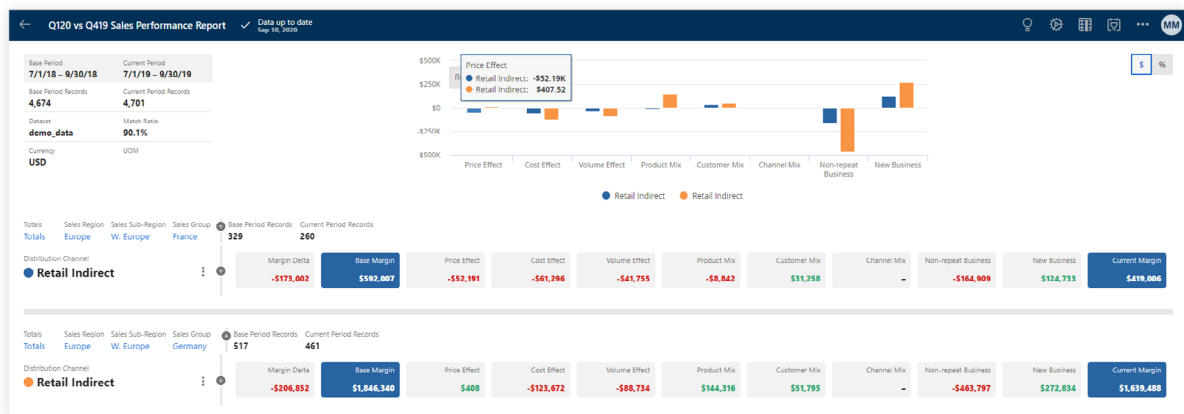 Q120 vs Q419 Sales Performance Report
Data up to date
Sep 10, 2020
MM
Base Period
Current Period
7/1/18 – 9/30/18
7/1/19 – 9/30/19
Base Period Records
Current Period Records
4,674
4,701
Dataset
Match Ratio
demo_data
90.1%
Currency
UOM
USD
$500K
$250K
$0
-$250K
$500K
Price Effect
Retail Indirect: -$52.19K
Retail Indirect: $407.52
$ %
Price Effect
Cost Effect
Volume Effect
Product Mix
Customer Mix
Channel Mix
Non-repeat
Business
New Business
Retail Indirect
Retail Indirect
Totals
Sales Region
Sales Sub-Region
Sales Group
Base Period Records
Current Period Records
Totals
Europe
W. Europe
France
329
260
Distribution Channel
Retail Indirect
Margin Delta
Base Margin
Price Effect
Cost Effect
Volume Effect
Product Mix
Customer Mix
Channel Mix
Non-repeat Business
New Business
Current Margin
-$173,002
$592,007
-$52,191
-$61,296
-$41,755
-$8,842
$31,258
–
-$164,909
$124,733
$419,006
Totals
Sales Region
Sales Sub-Region
Sales Group
Base Period Records
Current Period Records
Totals
Europe
W. Europe
Germany
517
461
Distribution Channel
Retail Indirect
Margin Delta
Base Margin
Price Effect
Cost Effect
Volume Effect
Product Mix
Customer Mix
Channel Mix
Non-repeat Business
New Business
Current Margin
-$206,852
$1,846,340
$408
-$123,672
-$88,734
$144,316
$51,795
–
-$463,797
$272,834
$1,639,488